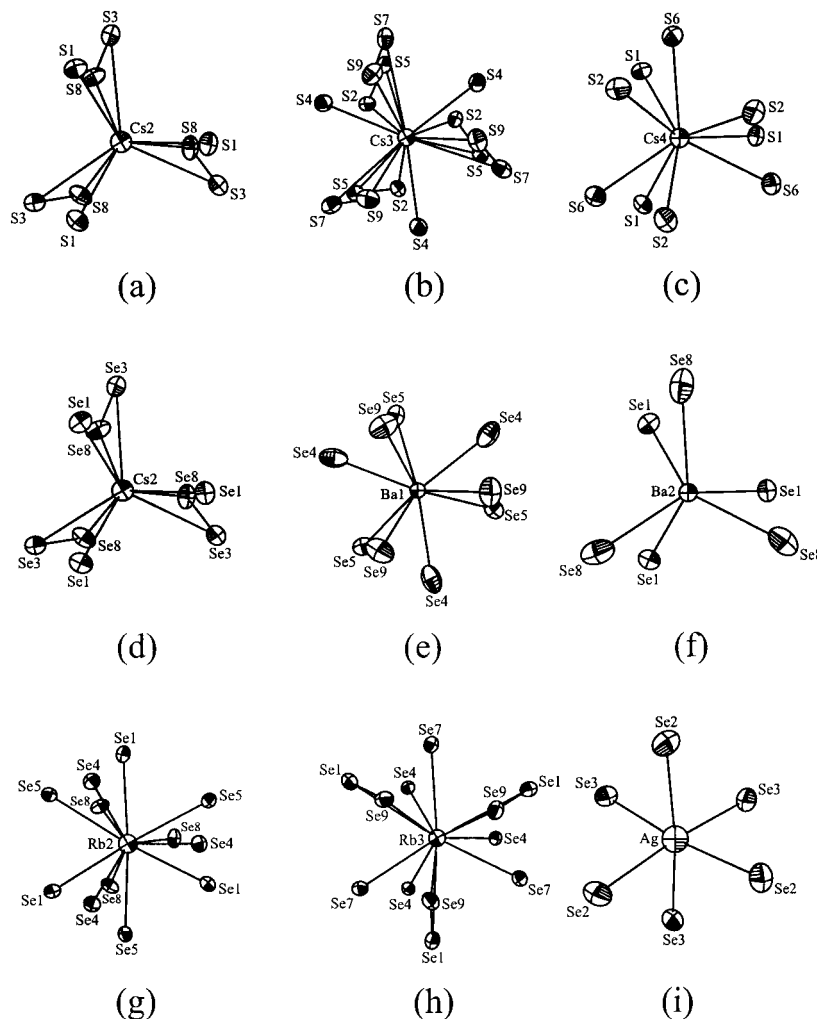 S3
S1
S8
Cs2
S8
S1
S3
S3
S8
S1
(a)
S7
S9
S5
S4
S4
S2
S2
Cs3
S9
S5
S7
S5
S7
S9
S2
S4
(b)
S6
S1
S2
S2
Cs4
S1
S6
S6
S1
S2
(c)
Se3
Se1
Se8
Cs2
Se8
Se1
Se3
Se8
Se3
Se1
(d)
Se5
Se9
Se4
Se4
Ba1
Se9
Se5
Se5
Se9
Se4
(e)
Se8
Se1
Ba2
Se1
Se8
Se8
Se1
(f)
Se1
Se4
Se5
Se8
Se5
Rb2
Se8
Se4
Se1
Se8
Se4
Se1
Se5
(g)
Se7
Se1
Se4
Se9
Se1
Se9
Rb3
Se4
Se7
Se7
Se4
Se9
Se1
(h)
Se2
Se3
Se3
Ag
Se2
Se2
Se3
(i)